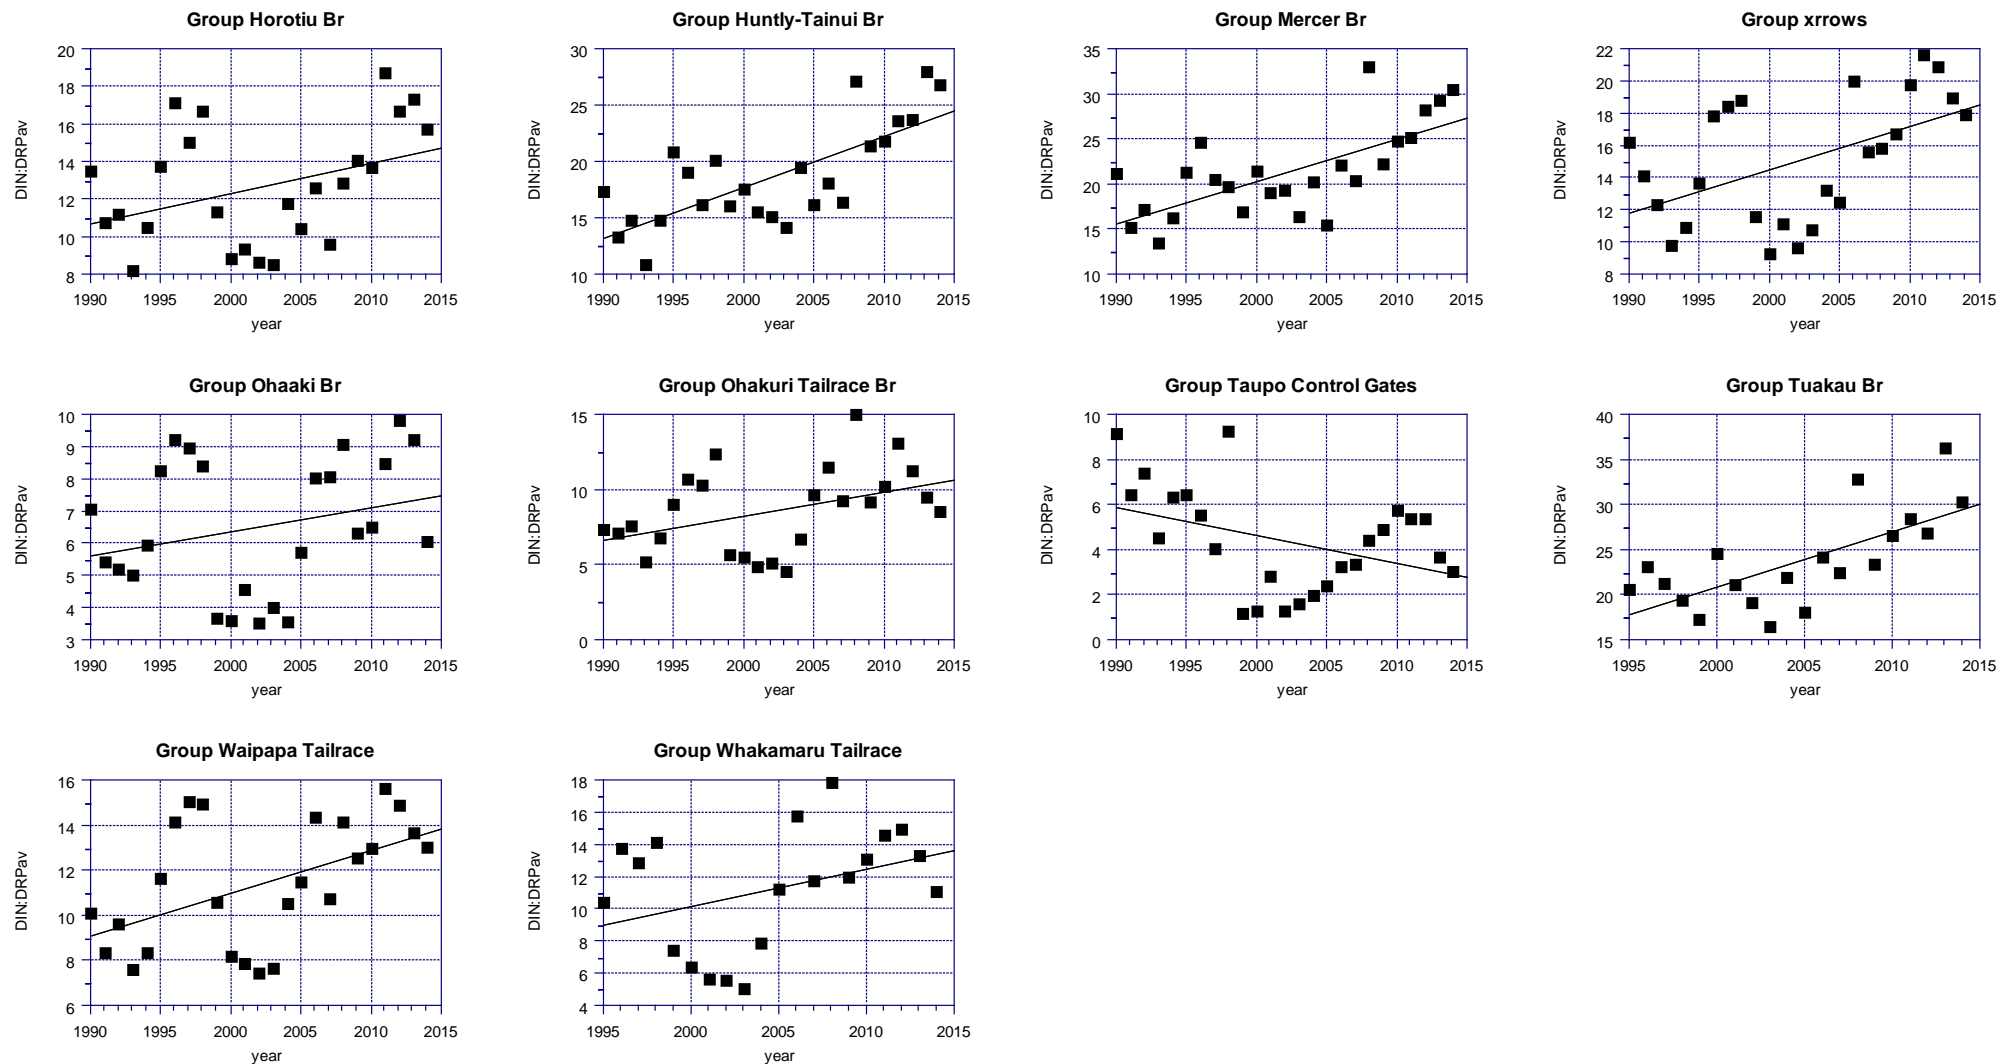 Group Horotiu Br
20
18
16
14
12
10
8
DIN:DRPav
1990 1995 2000 2005 2010 2015
year
Group Huntly-Tainui Br
30
25
20
15
10
DIN:DRPav
1990 1995 2000 2005 2010 2015
year
Group Mercer Br
35
30
25
20
15
10
DIN:DRPav
1990 1995 2000 2005 2010 2015
year
Group xrrows
22
20
18
16
14
12
10
8
DIN:DRPav
1990 1995 2000 2005 2010 2015
year
Group Ohaaki Br
10
9
8
7
6
5
4
3
DIN:DRPav
1990 1995 2000 2005 2010 2015
year
Group Ohakuri Tailrace Br
15
10
5
0
DIN:DRPav
1990 1995 2000 2005 2010 2015
year
Group Taupo Control Gates
10
8
6
4
2
0
DIN:DRPav
1990 1995 2000 2005 2010 2015
year
Group Tuakau Br
40
35
30
25
20
15
DIN:DRPav
1995 2000 2005 2010 2015
year
Group Waipapa Tailrace
16
14
12
10
8
6
DIN:DRPav
1990 1995 2000 2005 2010 2015
year
Group Whakamaru Tailrace
18
16
14
12
10
8
6
4
DIN:DRPav
1995 2000 2005 2010 2015
year